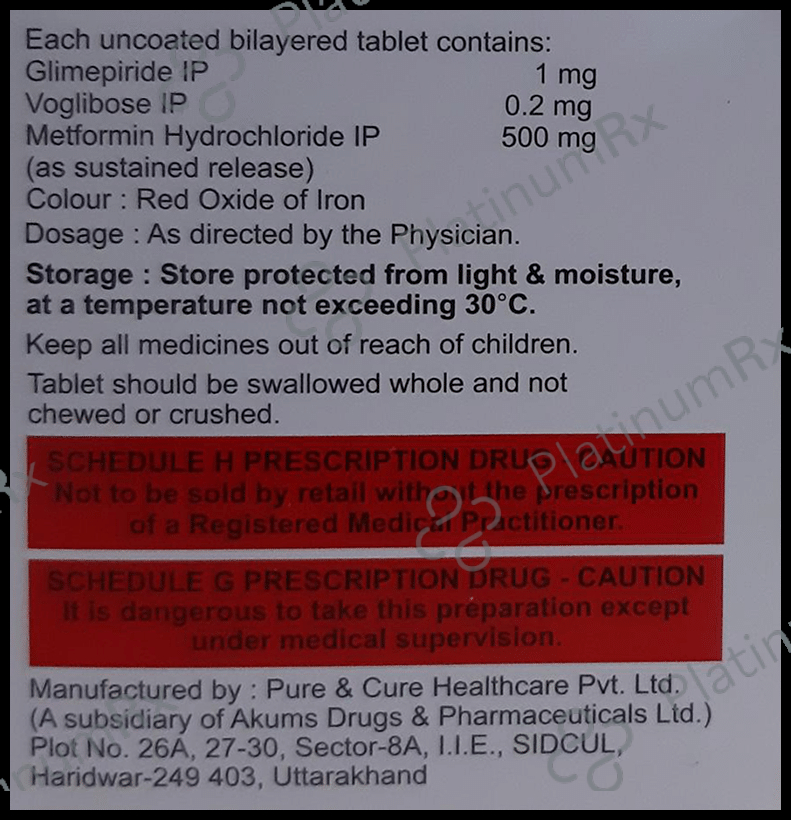 Each uncoated bilayered tablet contains:
Glimepiride IP 1 mg
Voglibose IP 0.2 mg
Metformin Hydrochloride IP 500 mg
(as sustained release)
Colour : Red Oxide of Iron
Dosage : As directed by the Physician.
Storage : Store protected from light & moisture,
at a temperature not exceeding 30°C.
Keep all medicines out of reach of children.
Tablet should be swallowed whole and not
chewed or crushed.
SCHEDULE H PRESCRIPTION DRUG - CAUTION
Not to be sold by retail without the prescription
of a Registered Medical Practitioner.
SCHEDULE G PRESCRIPTION DRUG - CAUTION
It is dangerous to take this preparation except
under medical supervision.
Manufactured by : Pure & Cure Healthcare Pvt. Ltd.
(A subsidiary of Akums Drugs & Pharmaceuticals Ltd.)
Plot No. 26A, 27-30, Sector-8A, I.I.E., SIDCUL,
Haridwar-249 403, Uttarakhand
PlatinumRx
PlatinumRx